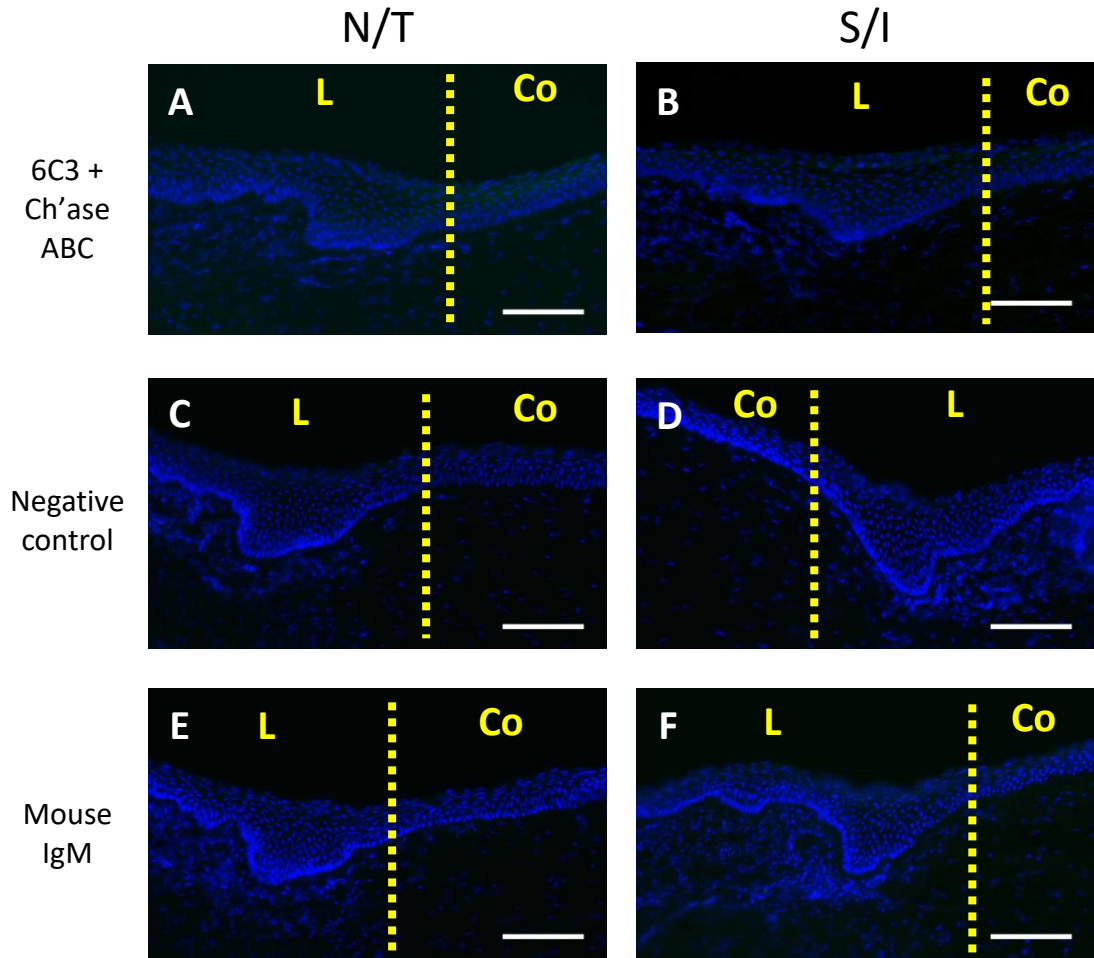 N/T
S/I
6C3 +
Ch’ase
ABC
A
L
Co
B
L
Co
Negative
control
C
L
Co
D
Co
L
Mouse
IgM
E
L
Co
F
L
Co